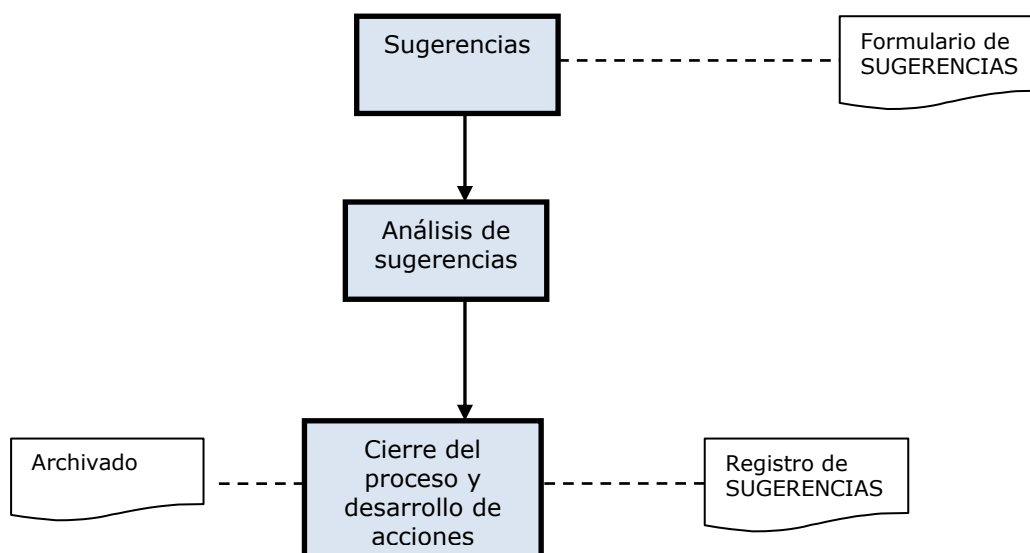 Sugerencias
Formulario de
SUGERENCIAS
Análisis de
sugerencias
Archivado
Cierre del
proceso y
desarrollo de
acciones
Registro de
SUGERENCIAS